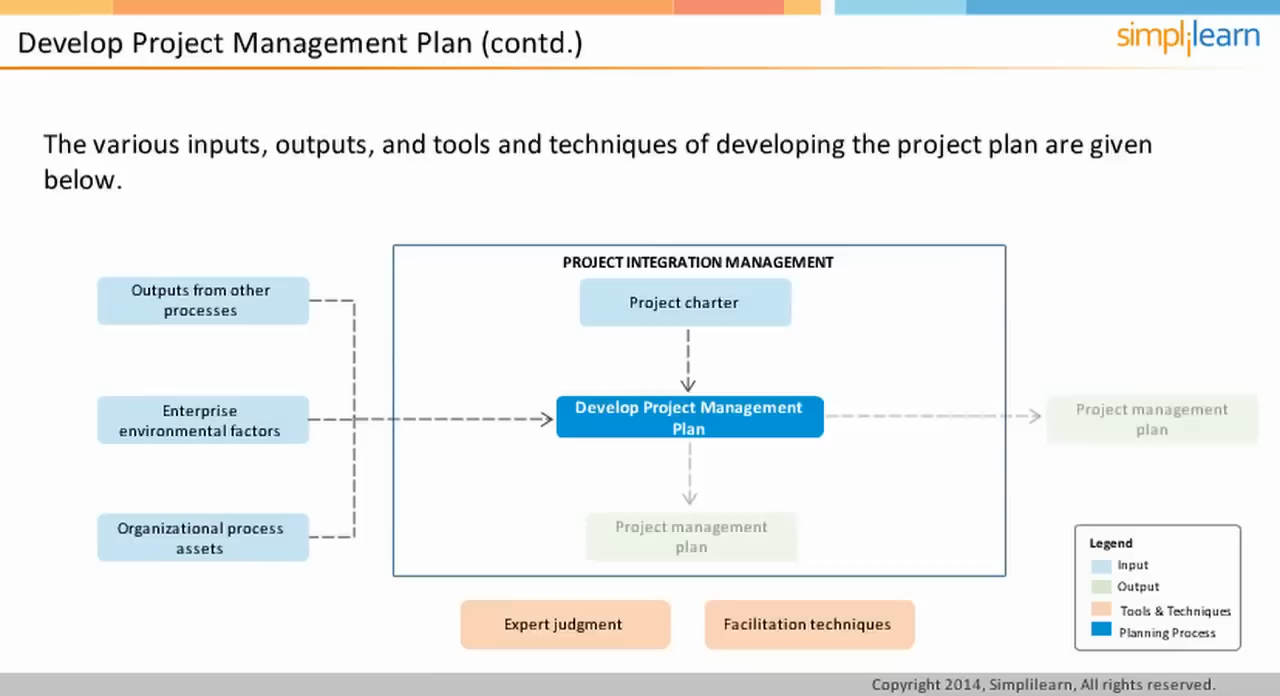 Develop Project Management Plan (contd.)
simplilearn
The various inputs, outputs, and tools and techniques of developing the project plan are given
below.
PROJECT INTEGRATION MANAGEMENT
Outputs from other
processes
Project charter
Enterprise
environmental factors
Develop Project Management
Plan
Project management
plan
Organizational process
assets
Project management
plan
Legend
Input
Output
Tools & Techniques
Planning Process
Expert judgment
Facilitation techniques
Copyright 2014, Simplilearn, All rights reserved.